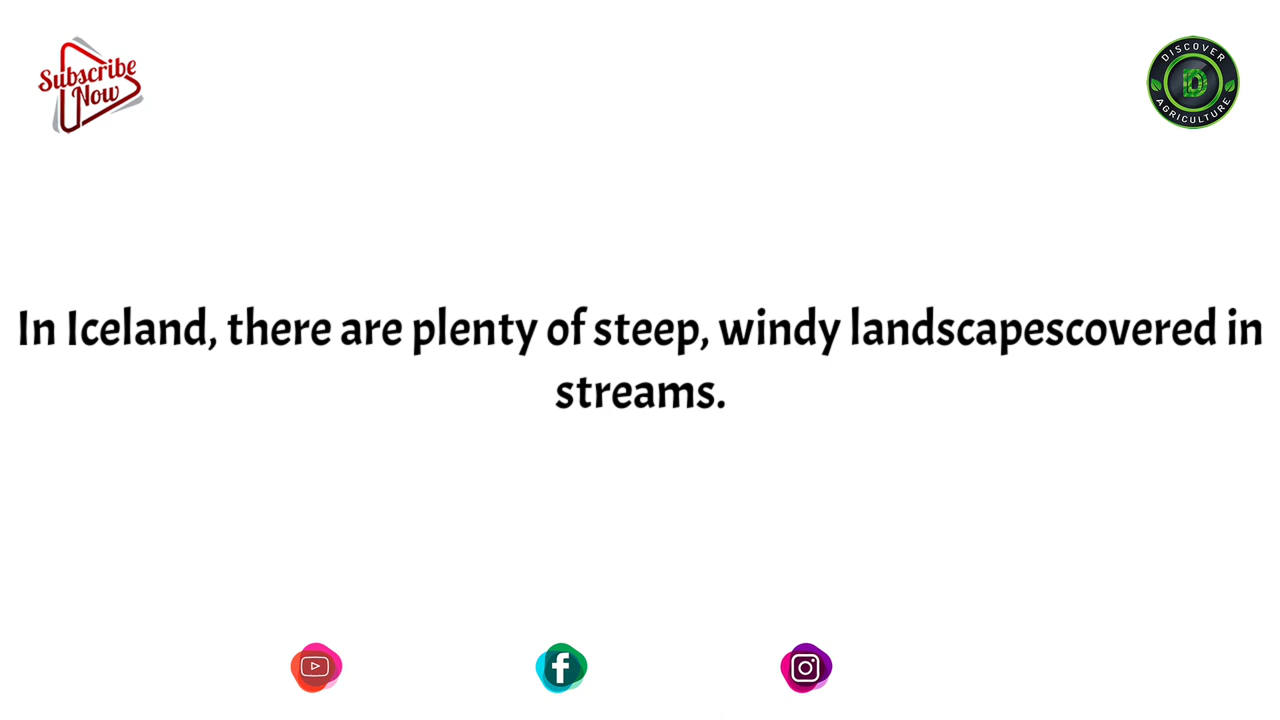 Subscribe
Now
DISCOVER
D
AGRICULTURE
In Iceland, there are plenty of steep, windy landscapescovered in
streams.